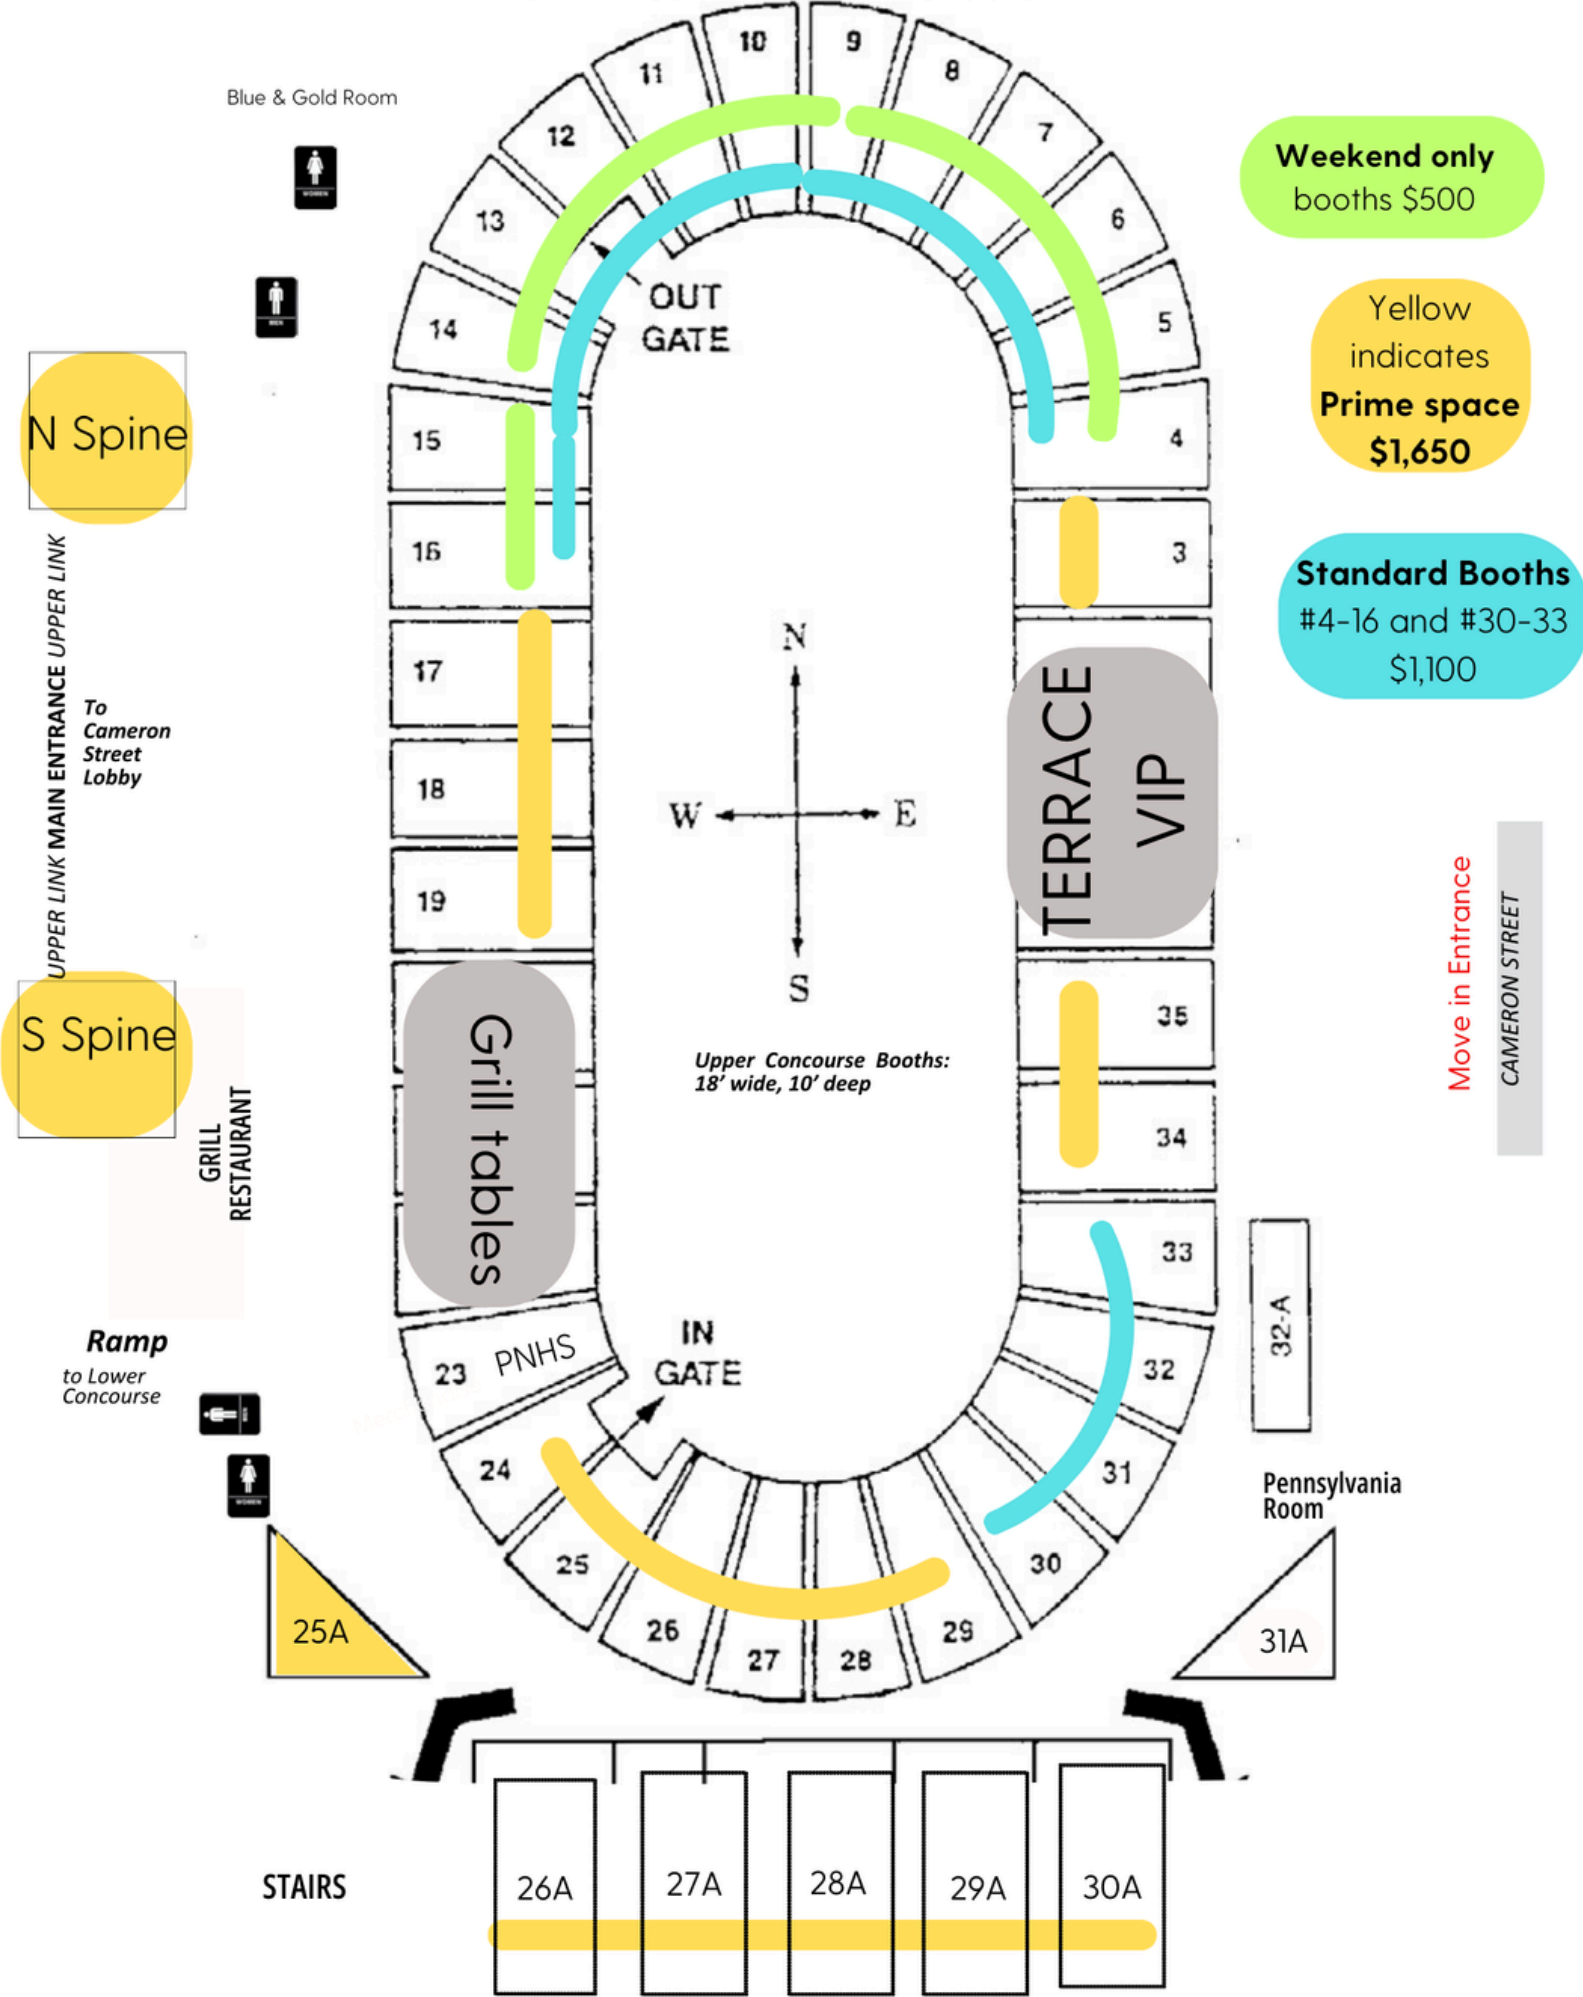 10
9
11
8
Blue & Gold Room
12
7
WOMEN
13
6
Weekend only
booths $500
OUT
GATE
14
5
MEN
Yellow
indicates
Prime space
$1,650
N Spine
15
4
16
3
Standard Booths
#4-16 and #30-33
$1,100
UPPER LINK MAIN ENTRANCE UPPER LINK
To
Cameron
Street
Lobby
17
18
19
N
W
E
S
TERRACE
VIP
Move in Entrance
CAMERON STREET
S Spine
GRILL
RESTAURANT
Grill tables
Upper Concourse Booths:
18’ wide, 10’ deep
35
34
33
32-A
32
31
30
Ramp
to Lower
Concourse
MEN
WOMEN
23 PNHS
IN
GATE
24
25
26
27
28
29
Pennsylvania
Room
25A
31A
STAIRS
26A
27A
28A
29A
30A